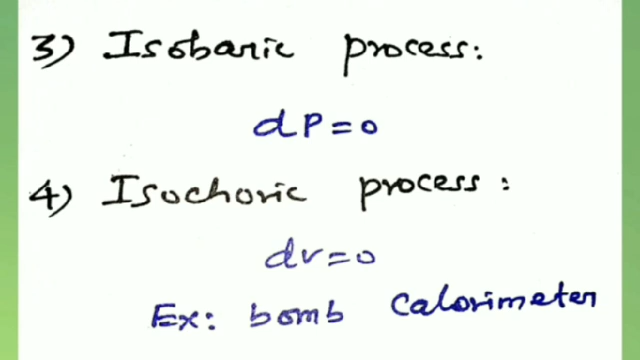 3) Isobaric process:
dP=0
4) Isochoric process:
dv=0
Ex: bomb Calorimeter